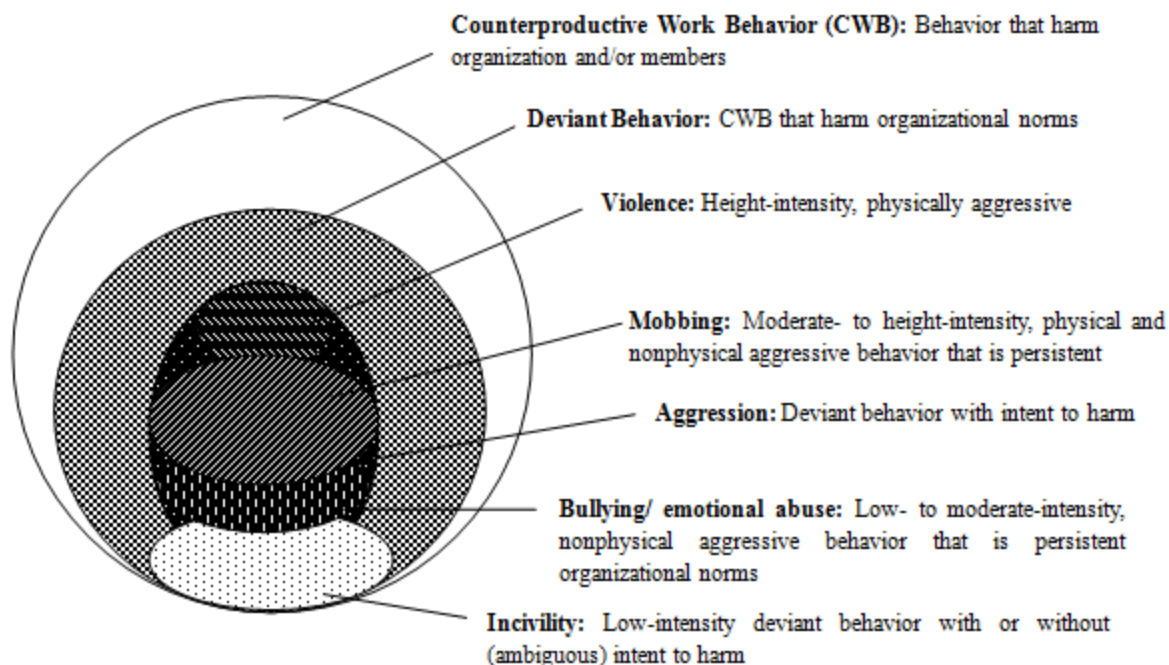 Counterproductive Work Behavior (CWB): Behavior that harm
organization and/or members
Deviant Behavior: CWB that harm organizational norms
Violence: Height-intensity, physically aggressive
Mobbing: Moderate- to height-intensity, physical and
nonphysical aggressive behavior that is persistent
Aggression: Deviant behavior with intent to harm
Bullying/ emotional abuse: Low- to moderate-intensity,
nonphysical aggressive behavior that is persistent
organizational norms
Incivility: Low-intensity deviant behavior with or without
(ambiguous) intent to harm